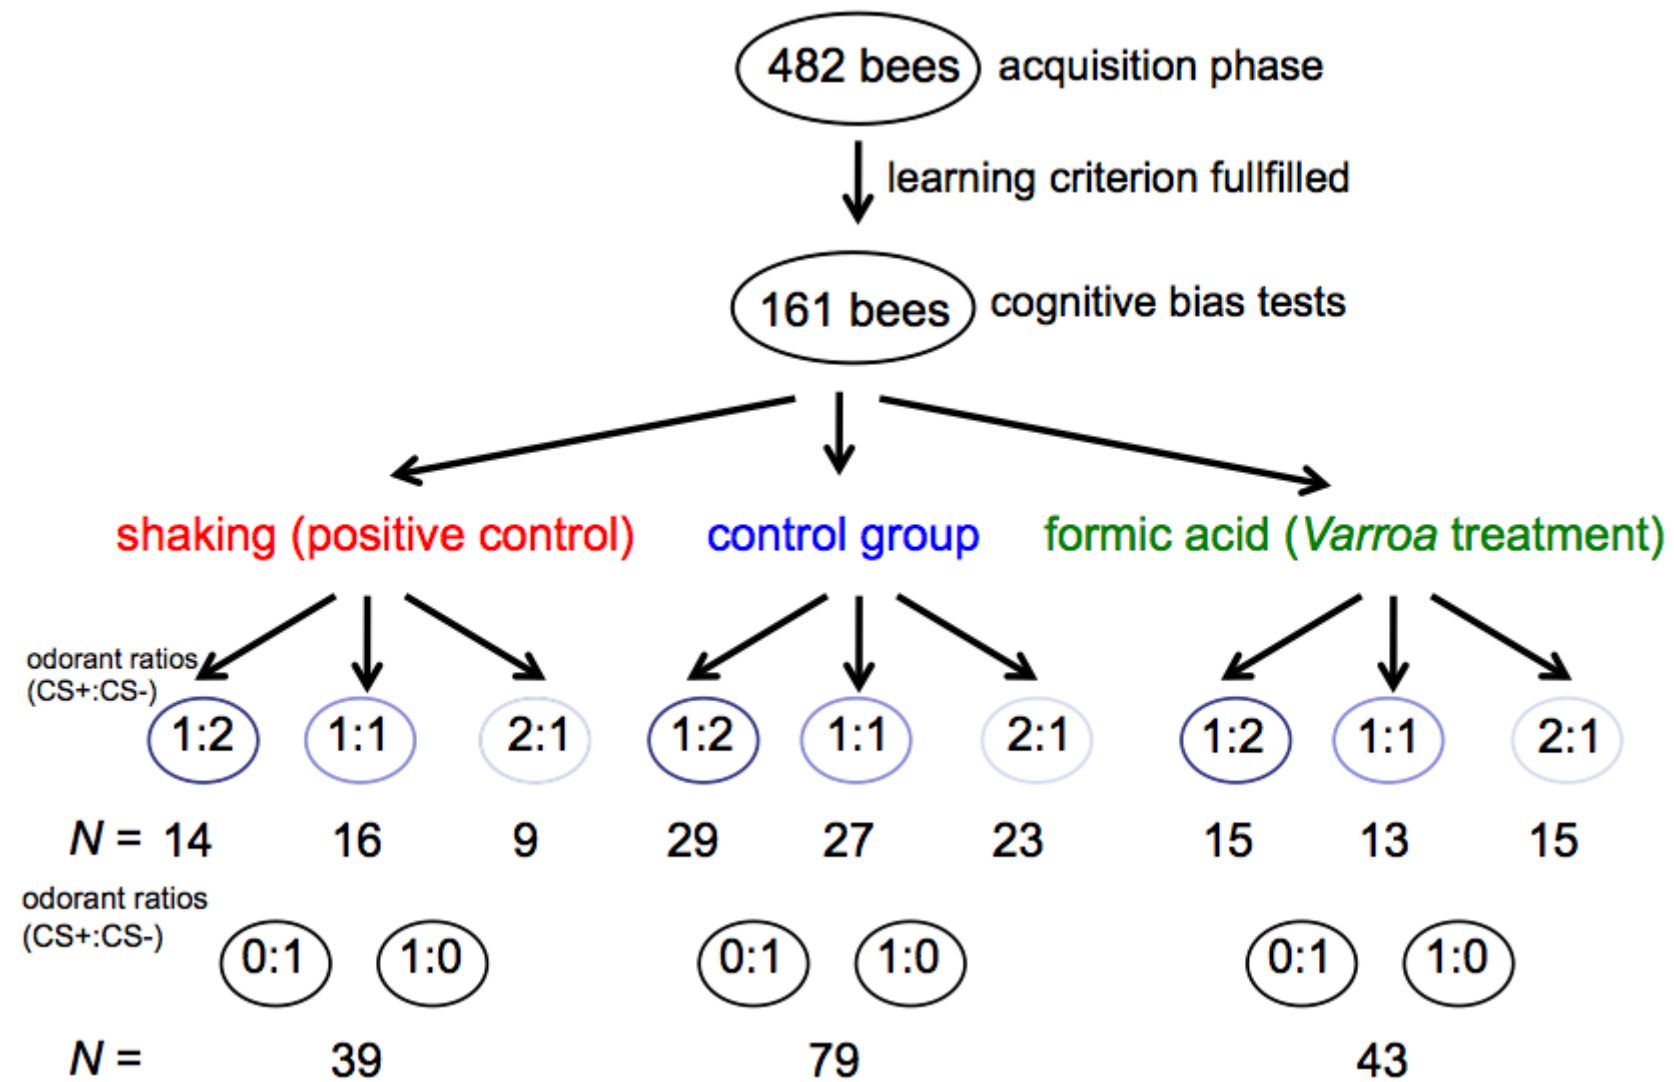 482 bees acquisition phase
learning criterion fullfilled
161 bees cognitive bias tests
shaking (positive control) control group formic acid (Varroa treatment)
odorant ratios
(CS+:CS-)
1:2 1:1 2:1 1:2 1:1 2:1 1:2 1:1 2:1
N = 14 16 9 29 27 23 15 13 15
odorant ratios
(CS+:CS-)
0:1 1:0 0:1 1:0 0:1 1:0
N = 39 79 43